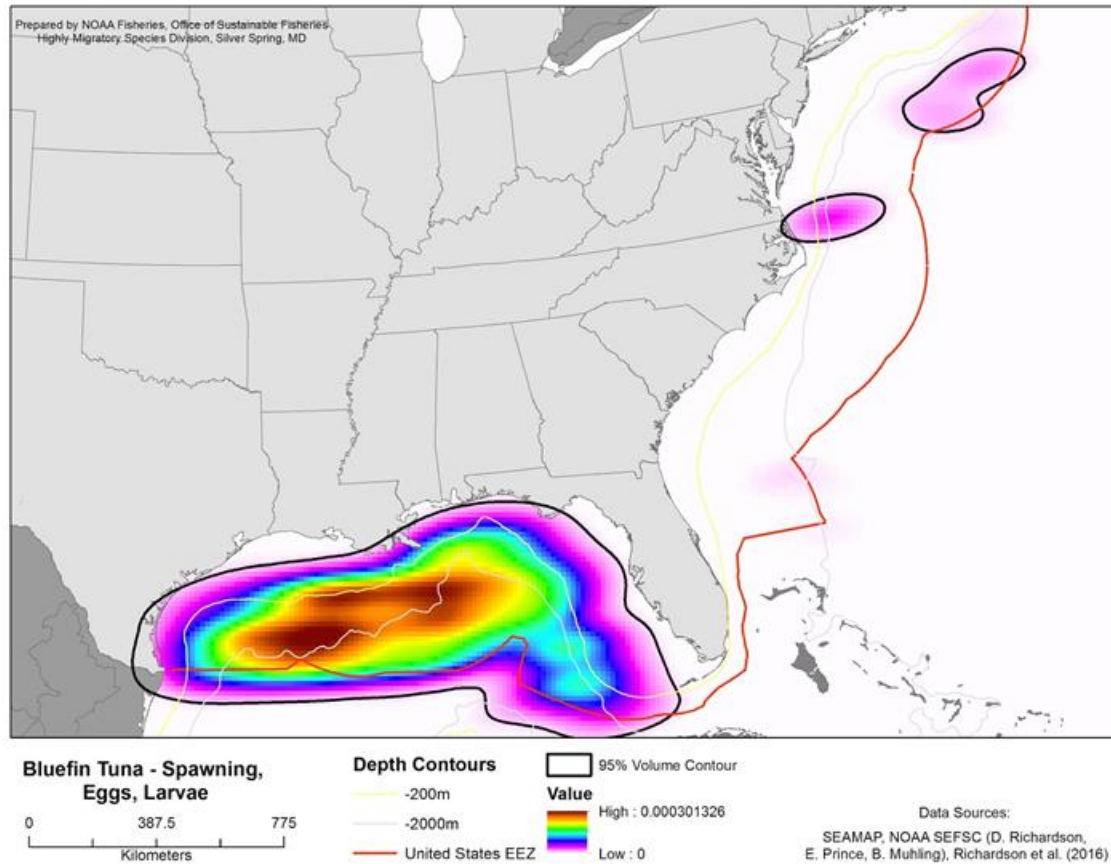 Prepared by NOAA Fisheries, Office of Sustainable Fisheries
Highly Migratory Species Division, Silver Spring, MD
Bluefin Tuna - Spawning,
Eggs, Larvae
0 387.5 775
Kilometers
Depth Contours
-200m
-2000m
United States EEZ
95% Volume Contour
Value
High : 0.000301326
Low : 0
Data Sources:
SEAMAP, NOAA SEFSC (D. Richardson,
E. Prince, B. Muhling), Richardson et al. (2016)